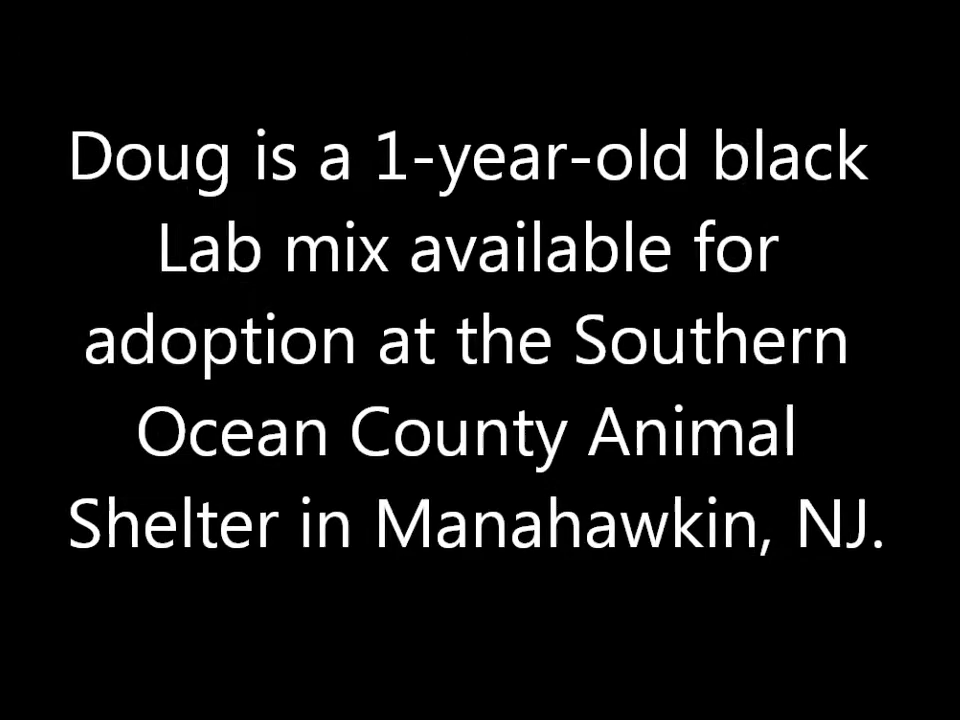 Doug is a 1-year-old black
Lab mix available for
adoption at the Southern
Ocean County Animal
Shelter in Manahawkin, NJ.